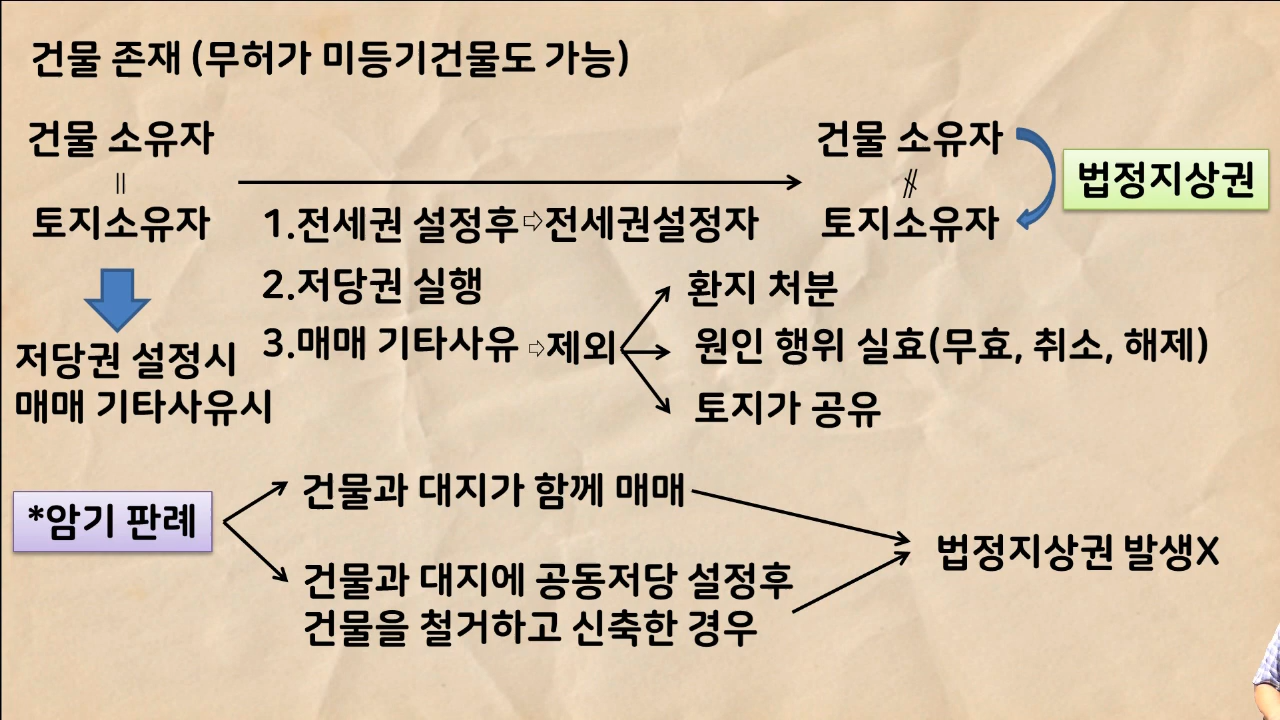 건물 존재 (무허가 미등기건물도 가능)
건물 소유자
=
토지소유자
1.전세권 설정후⇨전세권설정자
2.저당권 실행
3.매매 기타사유 ⇨제외
환지 처분
원인 행위 실효(무효, 취소, 해제)
토지가 공유
건물 소유자
≠
토지소유자
법정지상권
저당권 설정시
매매 기타사유시
*암기 판례
건물과 대지가 함께 매매
건물과 대지에 공동저당 설정후
건물을 철거하고 신축한 경우
법정지상권 발생X